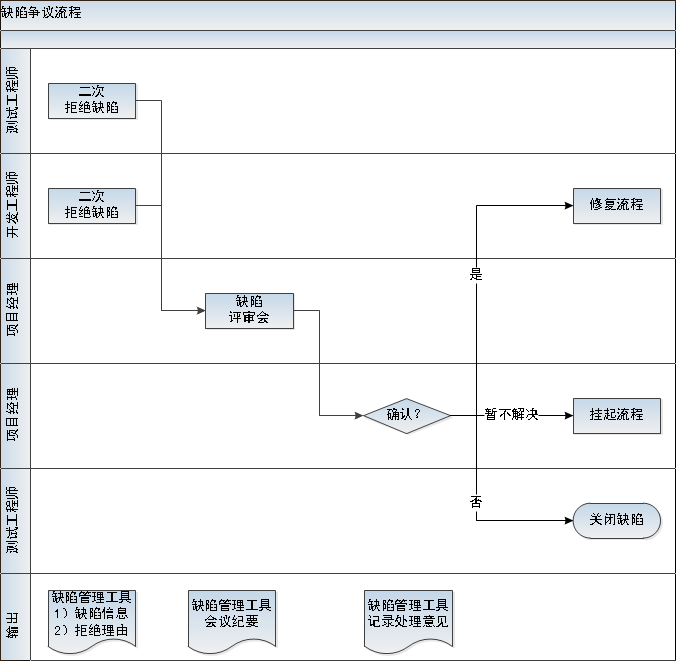 缺陷争议流程
测试工程师
二次
拒绝缺陷
开发工程师
二次
拒绝缺陷
修复流程
是
项目经理
缺陷
评审会
项目经理
确认？
暂不解决
挂起流程
测试工程师
否
关闭缺陷
输出
缺陷管理工具
1）缺陷信息
2）拒绝理由
缺陷管理工具
会议纪要
缺陷管理工具
记录处理意见